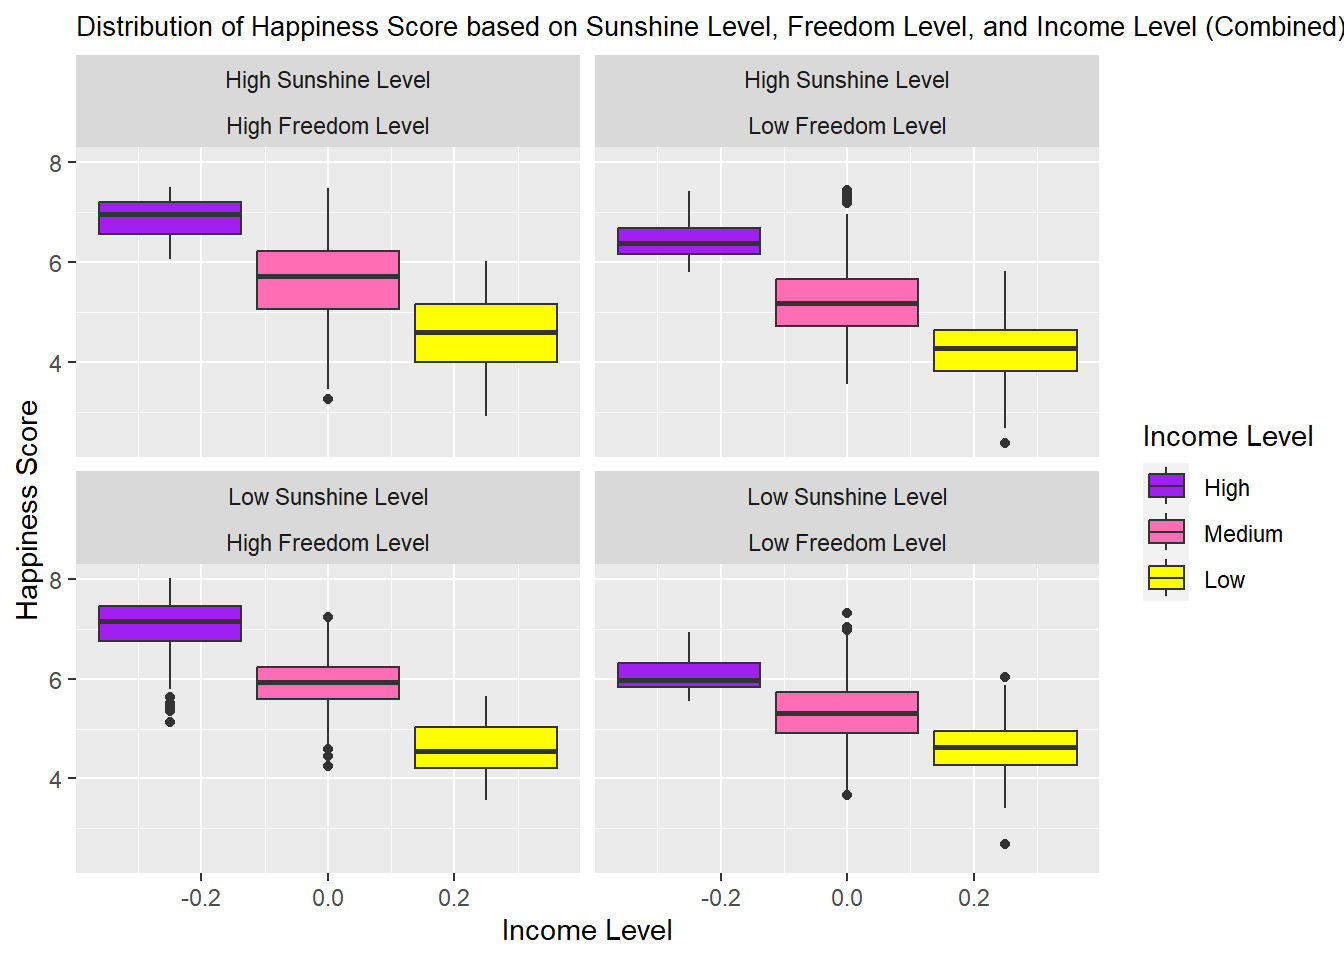 Distribution of Happiness Score based on Sunshine Level, Freedom Level, and Income Level (Combined)
High Sunshine Level
High Freedom Level
High Sunshine Level
Low Freedom Level
8
6
4
Low Sunshine Level
High Freedom Level
Low Sunshine Level
Low Freedom Level
8
6
4
Happiness Score
-0.2 0.0 0.2
-0.2 0.0 0.2
Income Level
Income Level
High
Medium
Low